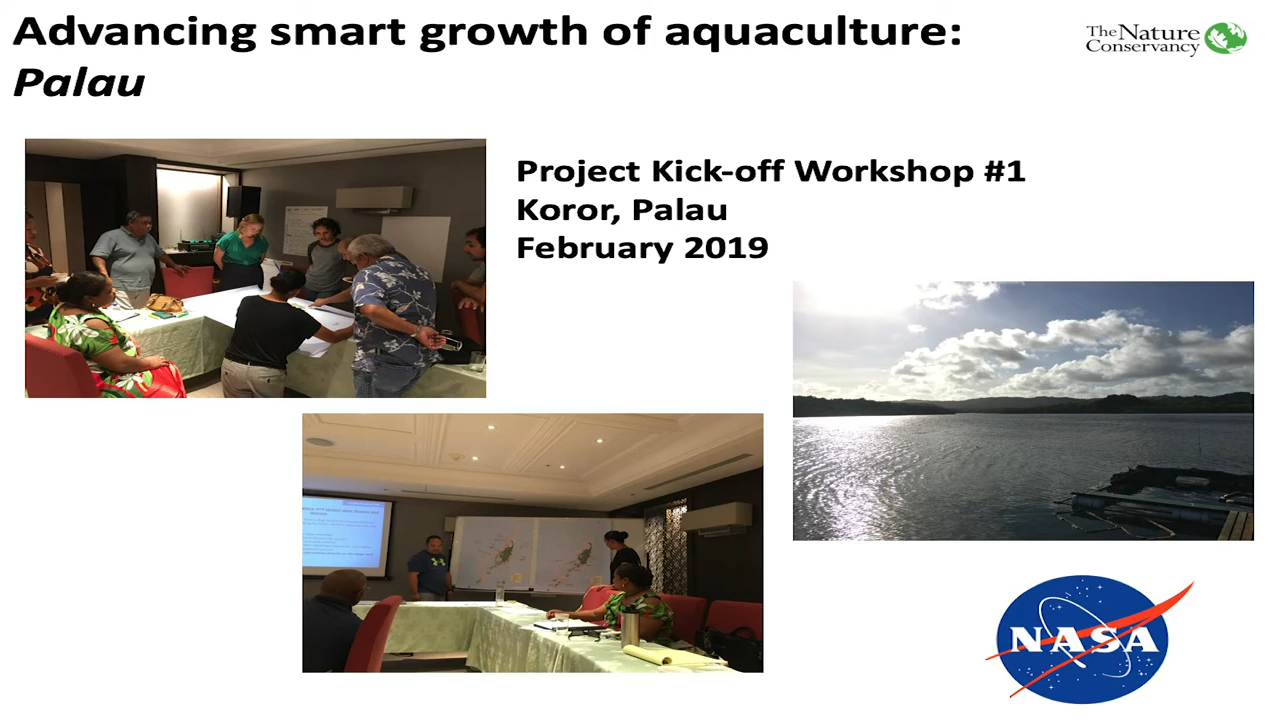 Advancing smart growth of aquaculture:
Palau
The Nature
Conservancy
Project Kick-off Workshop #1
Koror, Palau
February 2019
NASA